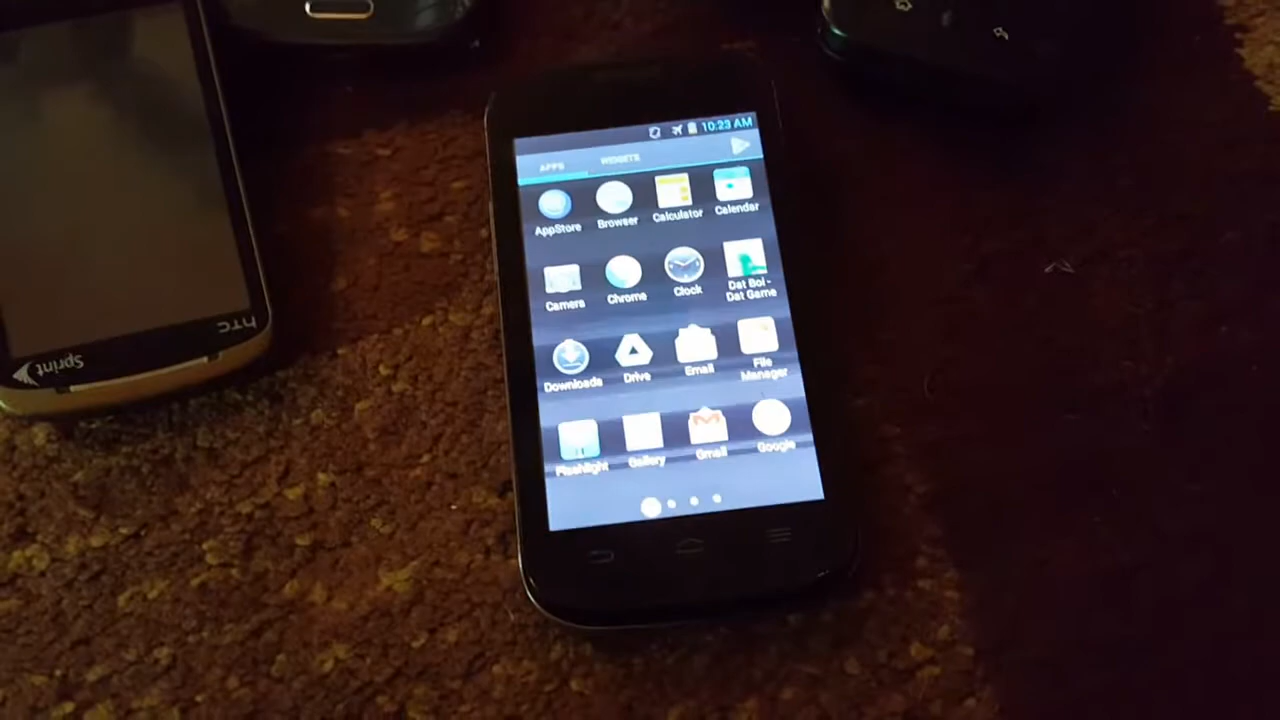 10:23 AM
APPS WIDGETS
AppStore Browser Calculator Calendar
Camera Chrome Clock Dat Boi -
Dat Game
Downloads Drive Email File
Manager
Flashlight Gallery Gmail Google
hTC
Sprint